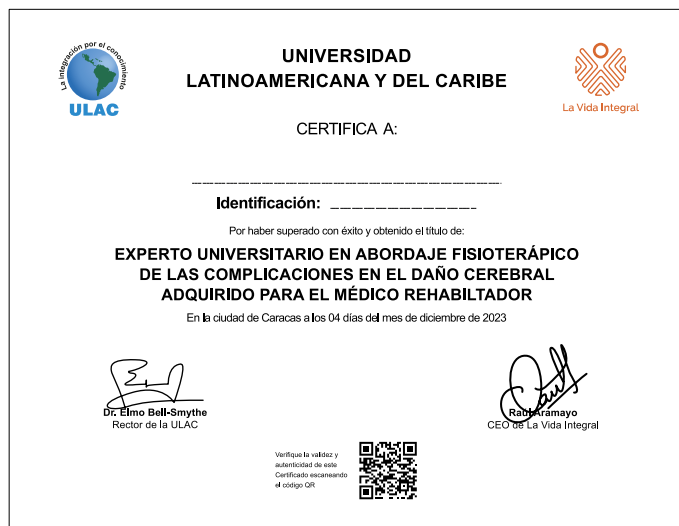 La integración por el conocimiento
ULAC
UNIVERSIDAD
LATINOAMERICANA Y DEL CARIBE
La Vida Integral
CERTIFICA A:
Identificación:
Por haber superado con éxito y obtenido el título de:
EXPERTO UNIVERSITARIO EN ABORDAJE FISIOTERÁPICO
DE LAS COMPLICACIONES EN EL DAÑO CEREBRAL
ADQUIRIDO PARA EL MÉDICO REHABILTADOR
En la ciudad de Caracas a los 04 días del mes de diciembre de 2023
Dr. Elmo Bell-Smythe
Rector de la ULAC
Raúl Aramayo
CEO de La Vida Integral
Verifique la validez y
autenticidad de este
Certificado escaneando
el código QR